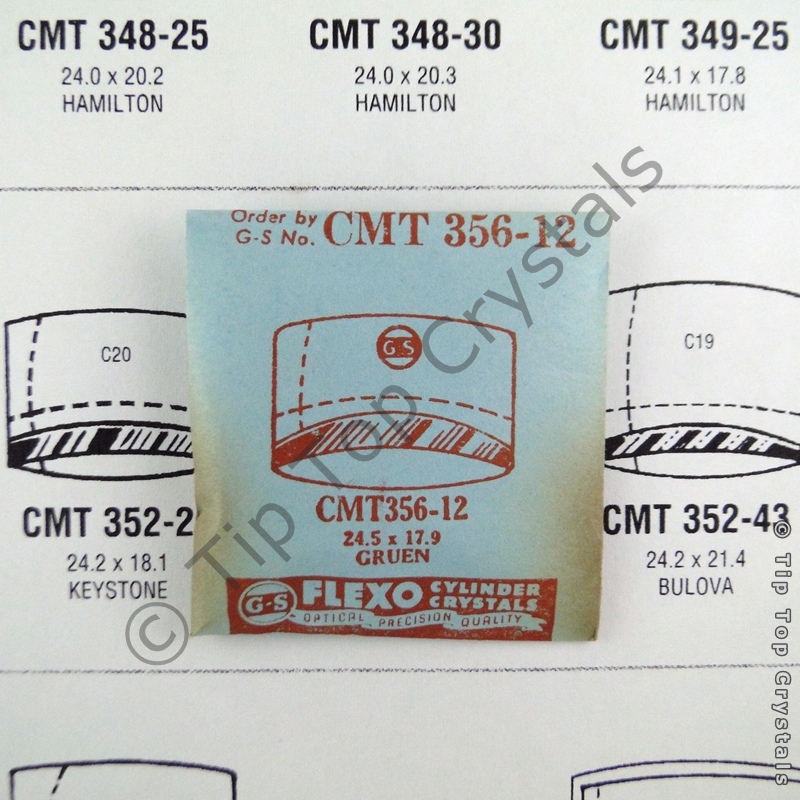 CMT 348-25 CMT 348-30 CMT 349-25
24.0 x 20.2 24.0 x 20.3 24.1 x 17.8
HAMILTON HAMILTON HAMILTON
Order by
G-S No. CMT 356-12
C20
G-S
C19
CMT356-12
24.5 x 17.9
GRUEN
CMT 352-2
24.2 x 18.1
KEYSTONE
CMT 352-43
24.2 x 21.4
BULOVA
G-S FLEXO CYLINDER
CRYSTALS
OPTICAL PRECISION QUALITY
© Tip Top Crystals
© Tip Top Crystals